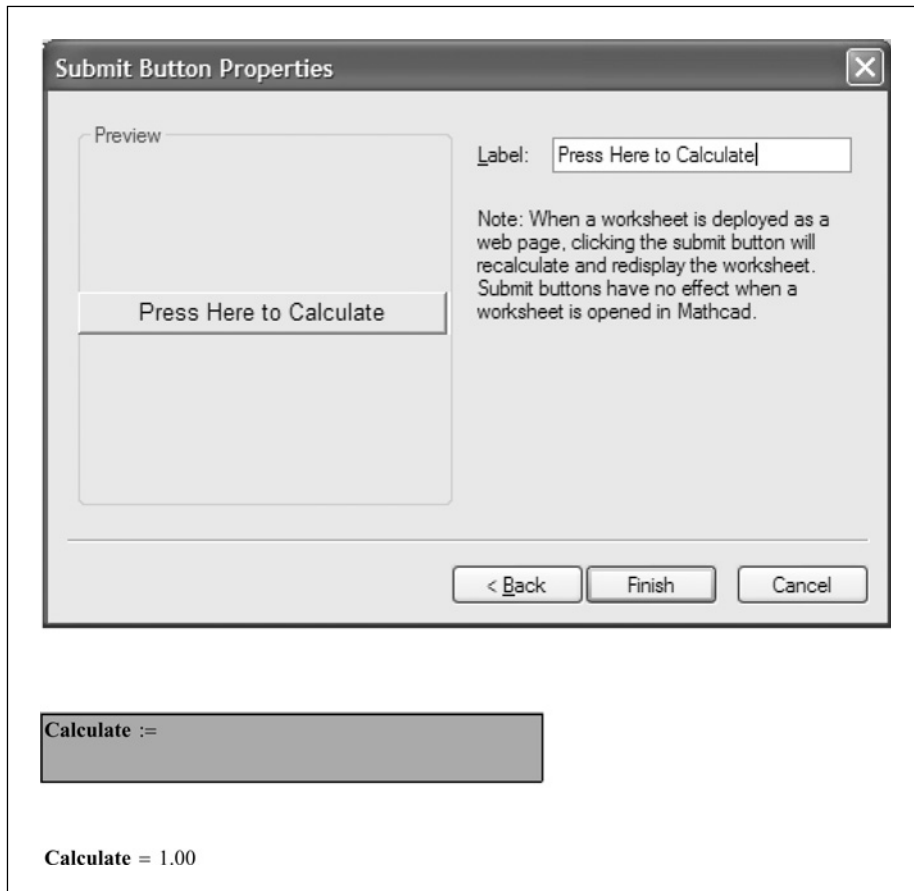 Submit Button Properties
Preview
Label:
Press Here to Calculate
Note: When a worksheet is deployed as a
web page, clicking the submit button will
recalculate and redisplay the worksheet.
Submit buttons have no effect when a
worksheet is opened in Mathcad.
Press Here to Calculate
< Back
Finish
Cancel
Calculate :=
Calculate = 1.00